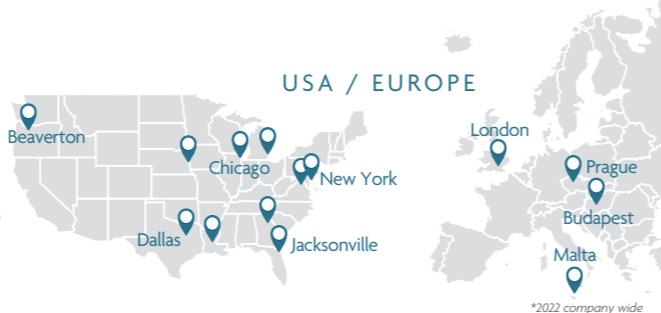 USA / EUROPE
Beaverton
Chicago
New York
Dallas
Jacksonville
London
Prague
Budapest
Malta
*2022 company wide